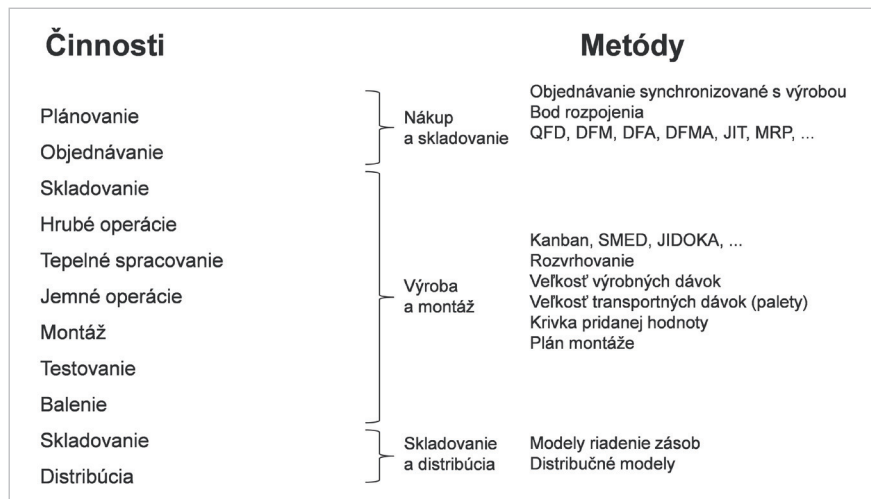 Činnosti
Metódy
Plánovanie
Objednávanie
Skladovanie
Hrubé operácie
Tepelné spracovanie
Jemné operácie
Montáž
Testovanie
Balenie
Skladovanie
Distribúcia
Nákup
a skladovanie
Výroba
a montáž
Skladovanie
a distribúcia
Objednávanie synchronizované s výrobou
Bod rozpojenia
QFD, DFM, DFA, DFMA, JIT, MRP, ...
Kanban, SMED, JIDOKA, ...
Rozvrhovanie
Veľkosť výrobných dávok
Veľkosť transportných dávok (palety)
Krivka pridanej hodnoty
Plán montáže
Modely riadenie zásob
Distribučné modely